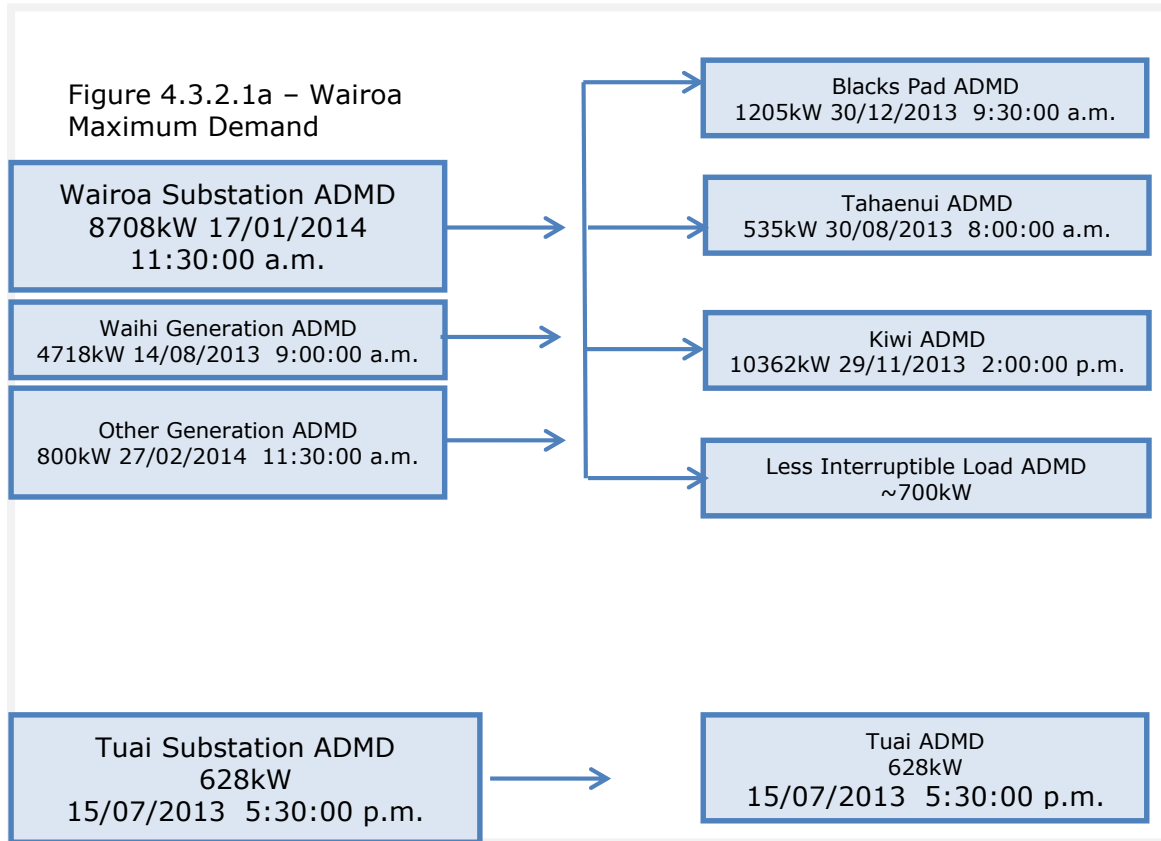 Figure 4.3.2.1a – Wairoa
Maximum Demand
Wairoa Substation ADMD
8708kW 17/01/2014
11:30:00 a.m.
Waihi Generation ADMD
4718kW 14/08/2013  9:00:00 a.m.
Other Generation ADMD
800kW 27/02/2014  11:30:00 a.m.
Blacks Pad ADMD
1205kW 30/12/2013  9:30:00 a.m.
Tahaenui ADMD
535kW 30/08/2013  8:00:00 a.m.
Kiwi ADMD
10362kW 29/11/2013  2:00:00 p.m.
Less Interruptible Load ADMD
~700kW
Tuai Substation ADMD
628kW
15/07/2013  5:30:00 p.m.
Tuai ADMD
628kW
15/07/2013  5:30:00 p.m.